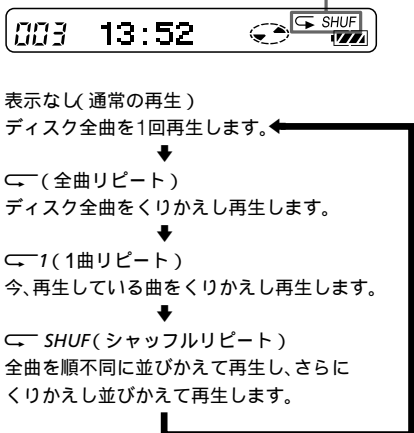 003 13:52 SHUF
表示なし(通常の再生)
ディスク全曲を1回再生します。
(全曲リピート)
ディスク全曲をくりかえし再生します。
1(1曲リピート)
今、再生している曲をくりかえし再生します。
SHUF(シャッフルリピート)
全曲を順不同に並びかえて再生し、さらに
くりかえし並びかえて再生します。